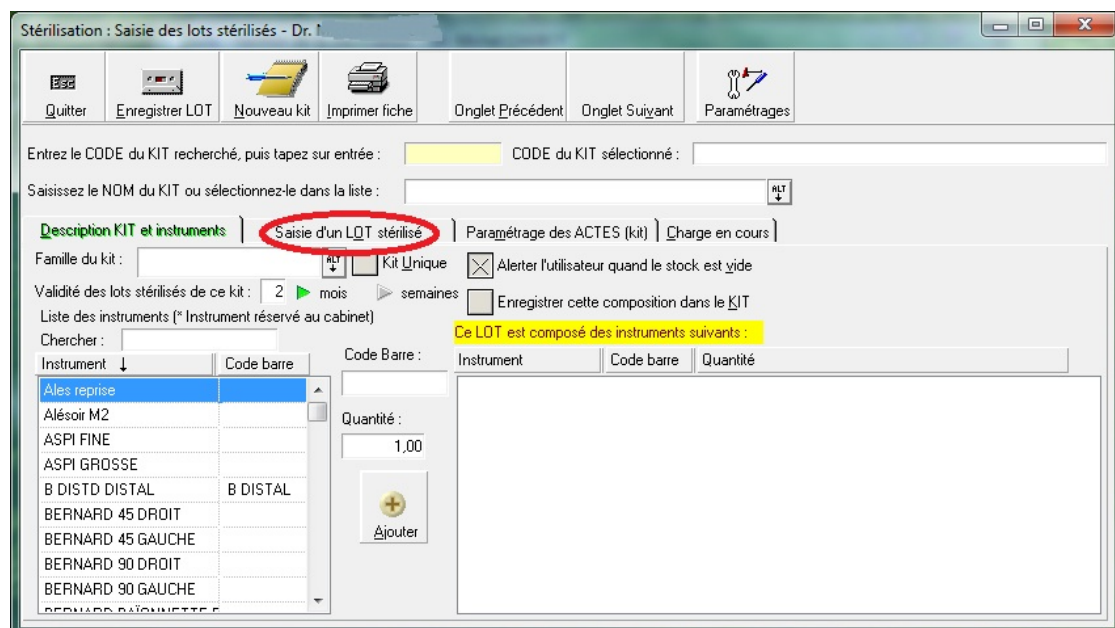 Stérilisation : Saisie des lots stérilisés - Dr.
Esc
Quitter Enregistrer LOT Nouveau kit Imprimer fiche Onglet Précédent Onglet Suivant Paramétrages
Entrez le CODE du KIT recherché, puis tapez sur entrée : CODE du KIT sélectionné :
Saisissez le NOM du KIT ou sélectionnez-le dans la liste : ALT
Description KIT et instruments Saisie d'un LOT stérilisé Paramétrage des ACTES (kit) Charge en cours
Famille du kit : ALT Kit Unique Alerter l'utilisateur quand le stock est vide
Validité des lots stérilisés de ce kit : 2 mois semaines Enregistrer cette composition dans le KIT
Liste des instruments (* Instrument réservé au cabinet)
Ce LOT est composé des instruments suivants :
Chercher :
Instrument ↓ Code barre Code Barre : Instrument Code barre Quantité
Ales reprise
Alésoir M2 Quantité :
ASPI FINE 1,00
ASPI GROSSE
B DISTD DISTAL B DISTAL
BERNARD 45 DROIT
BERNARD 45 GAUCHE Ajouter
BERNARD 90 DROIT
BERNARD 90 GAUCHE
BERNARD BAÏONNETTE